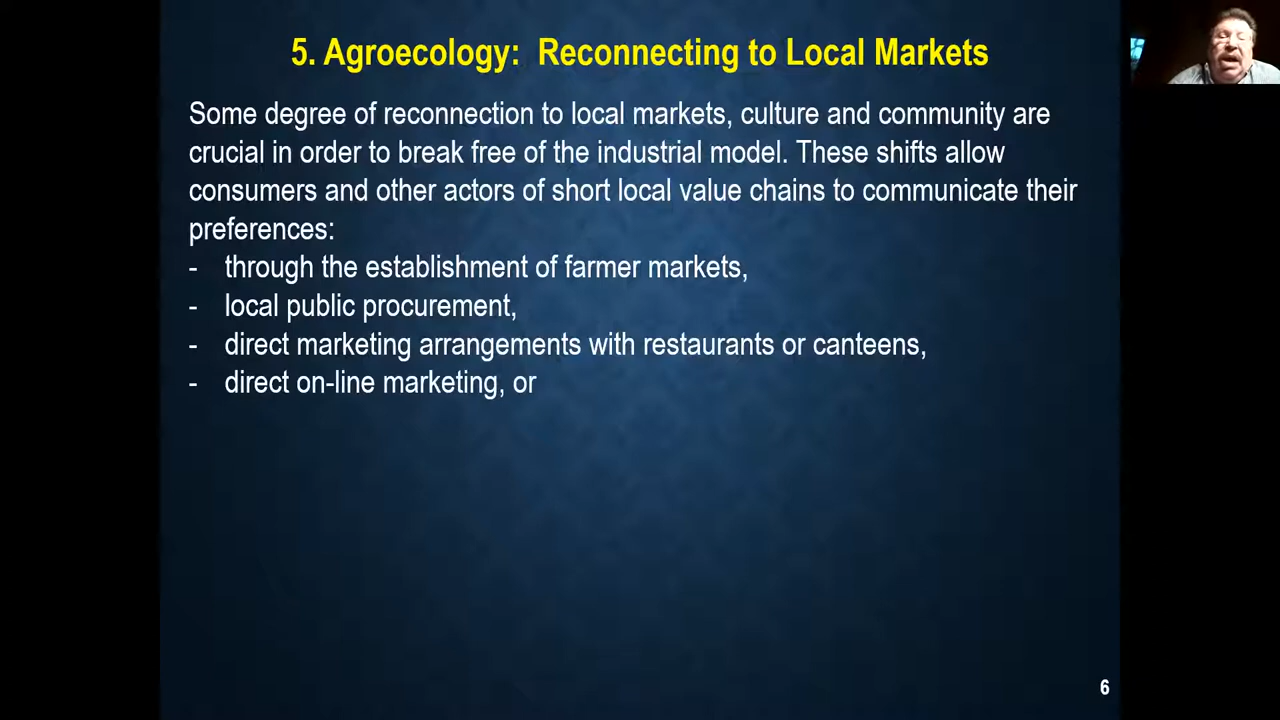 5. Agroecology: Reconnecting to Local Markets
Some degree of reconnection to local markets, culture and community are
crucial in order to break free of the industrial model. These shifts allow
consumers and other actors of short local value chains to communicate their
preferences:
- through the establishment of farmer markets,
- local public procurement,
- direct marketing arrangements with restaurants or canteens,
- direct on-line marketing, or
6